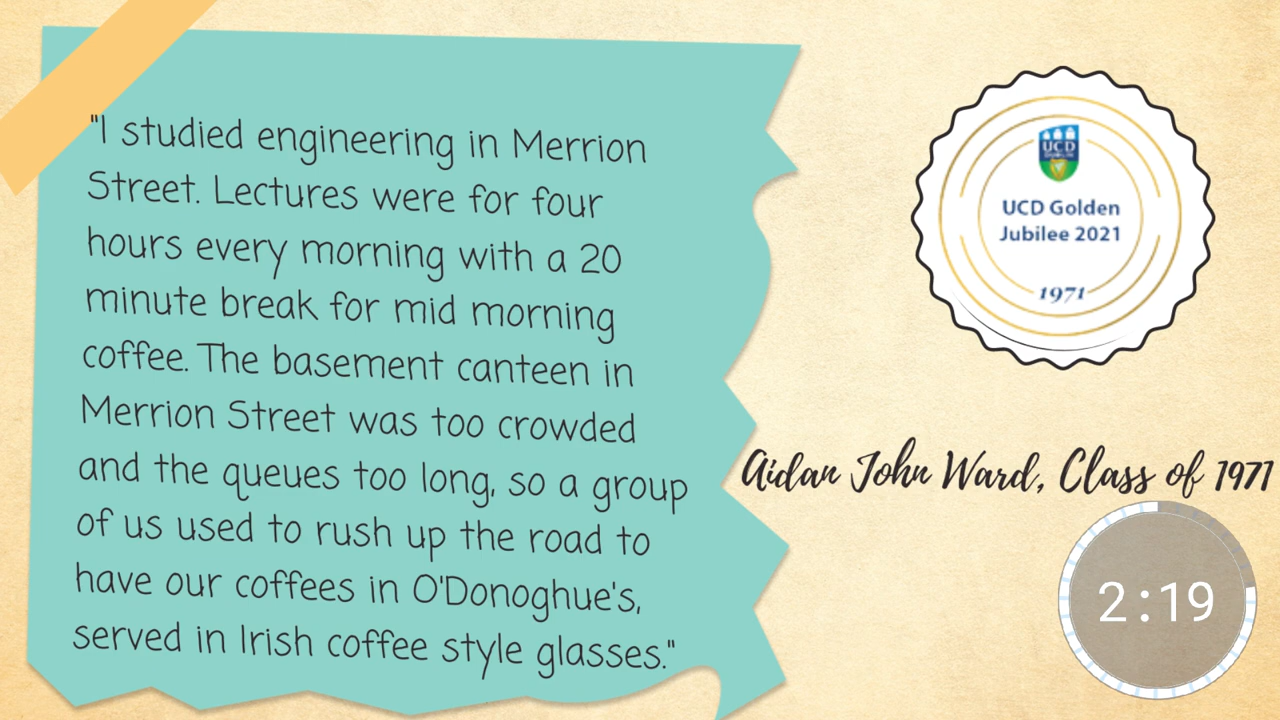 "I studied engineering in Merrion
Street. Lectures were for four
hours every morning with a 20
minute break for mid morning
coffee. The basement canteen in
Merrion Street was too crowded
and the queues too long, so a group
of us used to rush up the road to
have our coffees in O'Donoghue's,
served in Irish coffee style glasses."
UCD
UCD Golden
Jubilee 2021
1971
Aidan John Ward, Class of 1971
2:19